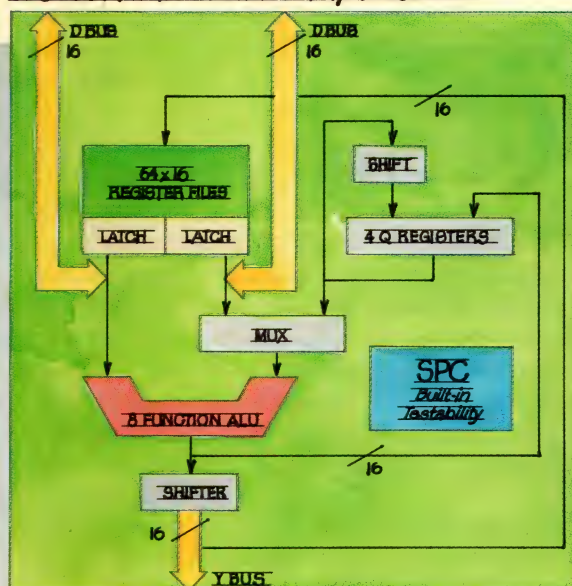 D BUS
16
D BUS
16
16
64 x 16
REGISTER FILES
SHIFT
LATCH
LATCH
4 Q REGISTERS
MUX
SPC
Built-in
Testability
8 FUNCTION ALU
16
SHIFTER
16
Y BUS